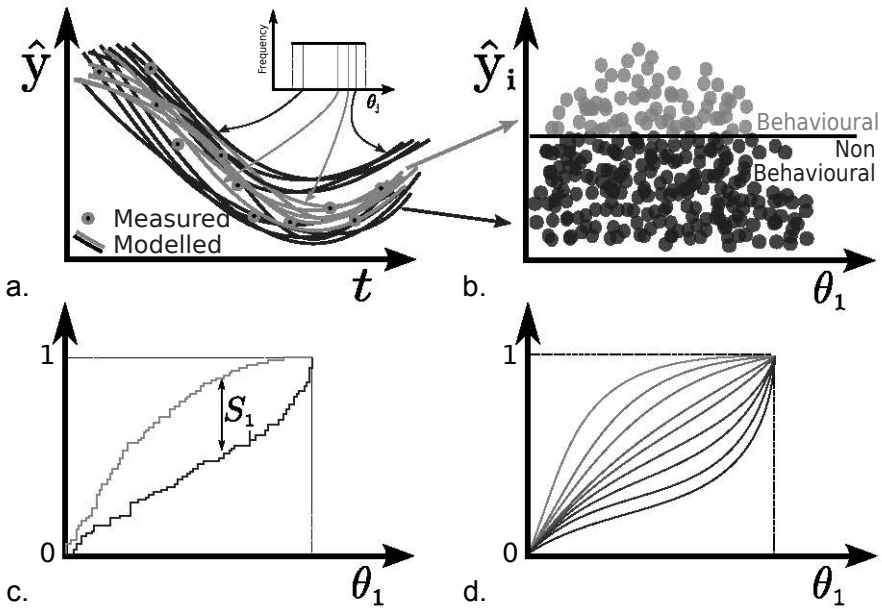 ŷ
Frequency
θj
Measured
Modelled
t
a.
ŷi
Behavioural
Non
Behavioural
θ1
b.
1
S1
0
θ1
c.
1
0
θ1
d.